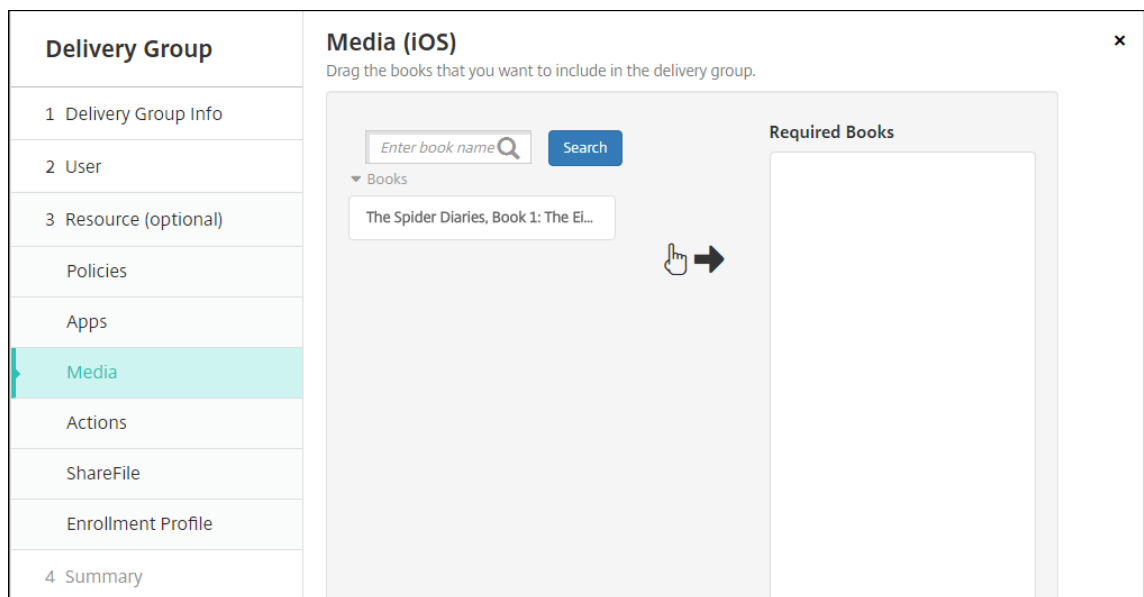 Delivery Group
1 Delivery Group Info
2 User
3 Resource (optional)
Policies
Apps
Media
Actions
ShareFile
Enrollment Profile
4 Summary
Media (iOS)
Drag the books that you want to include in the delivery group.
Enter book name
Search
Books
The Spider Diaries, Book 1: The Ei...
Required Books